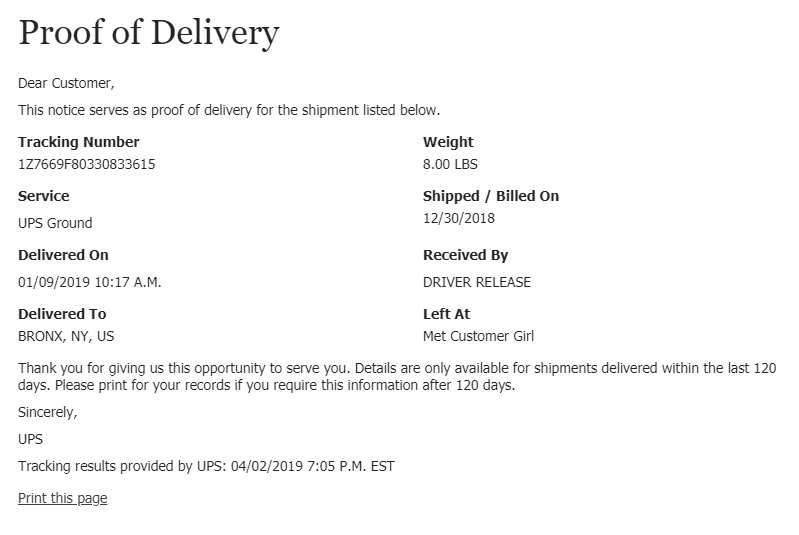 Proof of Delivery
Dear Customer,
This notice serves as proof of delivery for the shipment listed below.
Tracking Number
1Z7669F80330833615
Weight
8.00 LBS
Service
UPS Ground
Shipped / Billed On
12/30/2018
Delivered On
01/09/2019 10:17 A.M.
Received By
DRIVER RELEASE
Delivered To
BRONX, NY, US
Left At
Met Customer Girl
Thank you for giving us this opportunity to serve you. Details are only available for shipments delivered within the last 120
days. Please print for your records if you require this information after 120 days.
Sincerely,
UPS
Tracking results provided by UPS: 04/02/2019 7:05 P.M. EST
Print this page